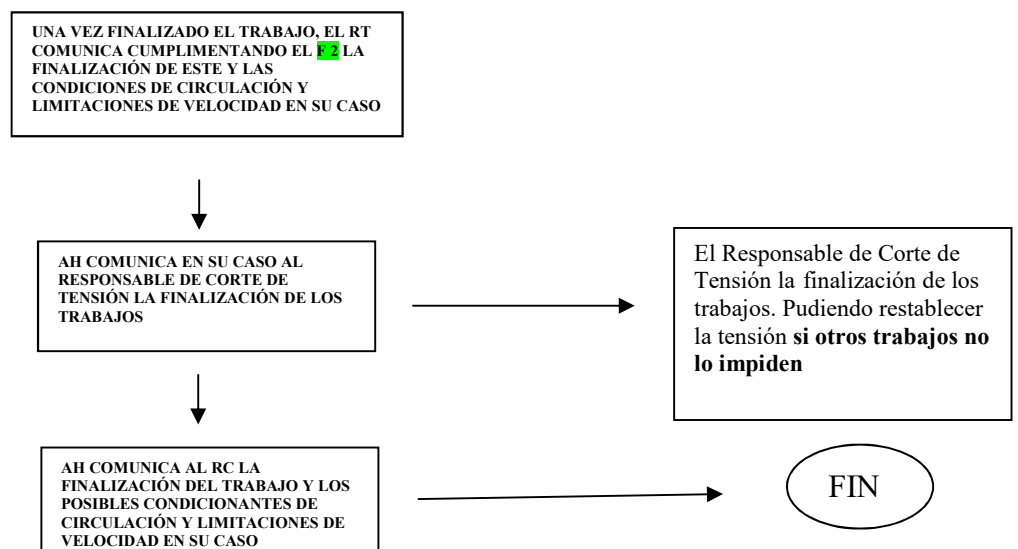 UNA VEZ FINALIZADO EL TRABAJO, EL RT
COMUNICA CUMPLIMENTANDO EL F 2 LA
FINALIZACIÓN DE ESTE Y LAS
CONDICIONES DE CIRCULACIÓN Y
LIMITACIONES DE VELOCIDAD EN SU CASO
AH COMUNICA EN SU CASO AL
RESPONSABLE DE CORTE DE
TENSIÓN LA FINALIZACIÓN DE LOS
TRABAJOS
El Responsable de Corte de
Tensión la finalización de los
trabajos. Pudiendo restablecer
la tensión si otros trabajos no
lo impiden
AH COMUNICA AL RC LA
FINALIZACIÓN DEL TRABAJO Y LOS
POSIBLES CONDICIONANTES DE
CIRCULACIÓN Y LIMITACIONES DE
VELOCIDAD EN SU CASO
FIN